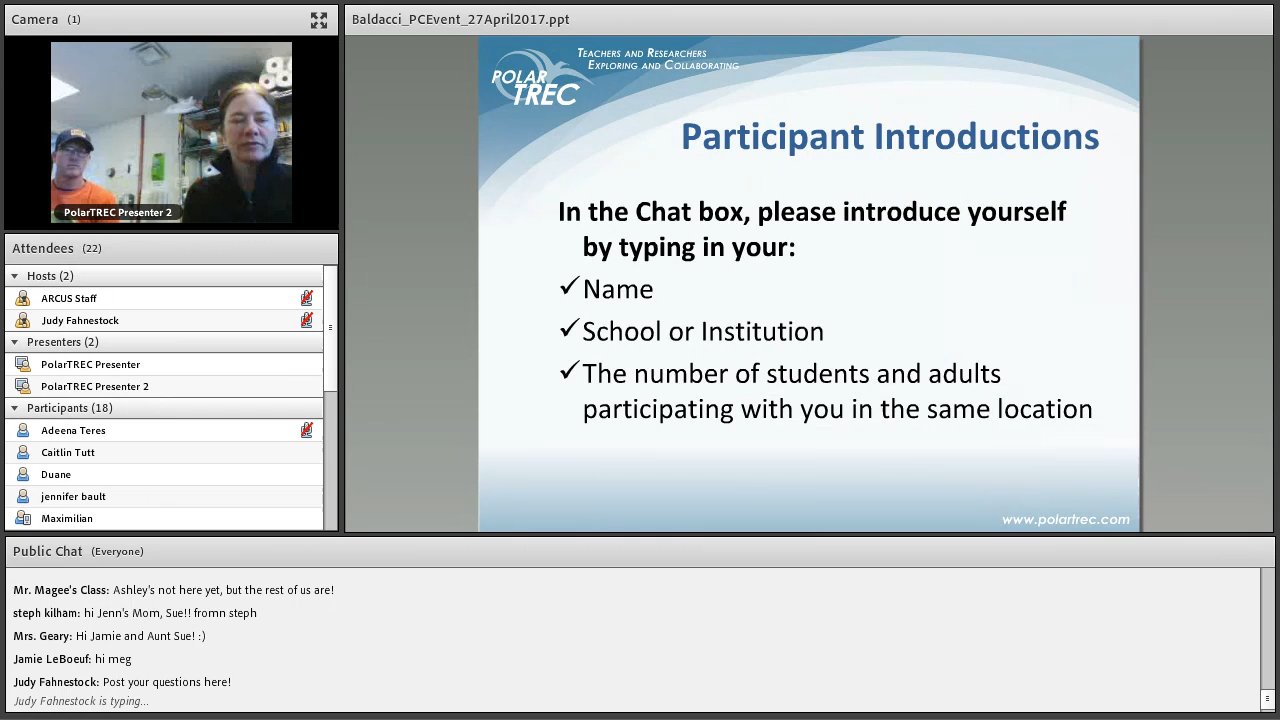 Camera (1)
PolarTREC Presenter 2
Attendees (22)
Hosts (2)
ARCUS Staff
Judy Fahnestock
Presenters (2)
PolarTREC Presenter
PolarTREC Presenter 2
Participants (18)
Adeena Teres
Caitlin Tutt
Duane
jennifer bault
Maximilian
Baldacci_PCEvent_27April2017.ppt
TEACHERS AND RESEARCHERS
EXPLORING AND COLLABORATING
POLAR
TREC
Participant Introductions
In the Chat box, please introduce yourself
by typing in your:
✓Name
✓School or Institution
✓The number of students and adults
participating with you in the same location
www.polartrec.com
Public Chat (Everyone)
Mr. Magee's Class: Ashley's not here yet, but the rest of us are!
steph kilham: hi Jenn's Mom, Sue!! fromn steph
Mrs. Geary: Hi Jamie and Aunt Sue! :)
Jamie LeBoeuf: hi meg
Judy Fahnestock: Post your questions here!
Judy Fahnestock is typing...